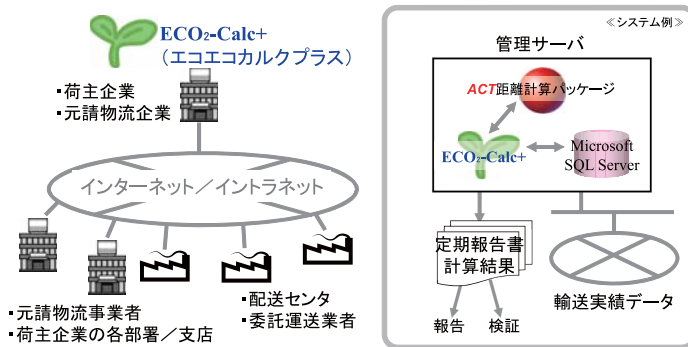 ECO₂-Calc+
（エコエコカルクプラス）
▪荷主企業
▪元請物流企業
インターネット／イントラネット
▪元請物流事業者
▪荷主企業の各部署／支店
▪配送センタ
▪委託運送業者
≪システム例≫
管理サーバ
ACT距離計算パッケージ
ECO₂-Calc+
Microsoft
SQL Server
定期報告書
計算結果
報告
検証
輸送実績データ